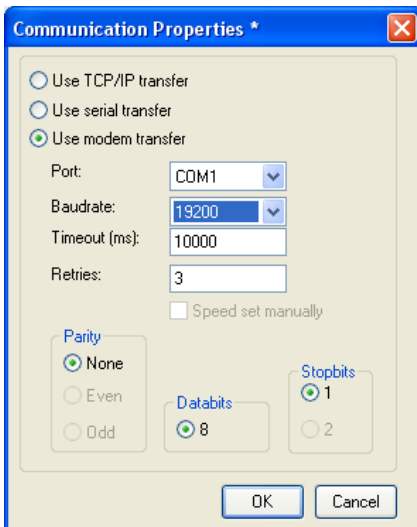 Communication Properties *
Use TCP/IP transfer
Use serial transfer
Use modem transfer
Port: COM1
Baudrate: 19200
Timeout (ms): 10000
Retries: 3
Speed set manually
Parity
None
Even
Odd
Databits
8
Stopbits
1
2
OK Cancel